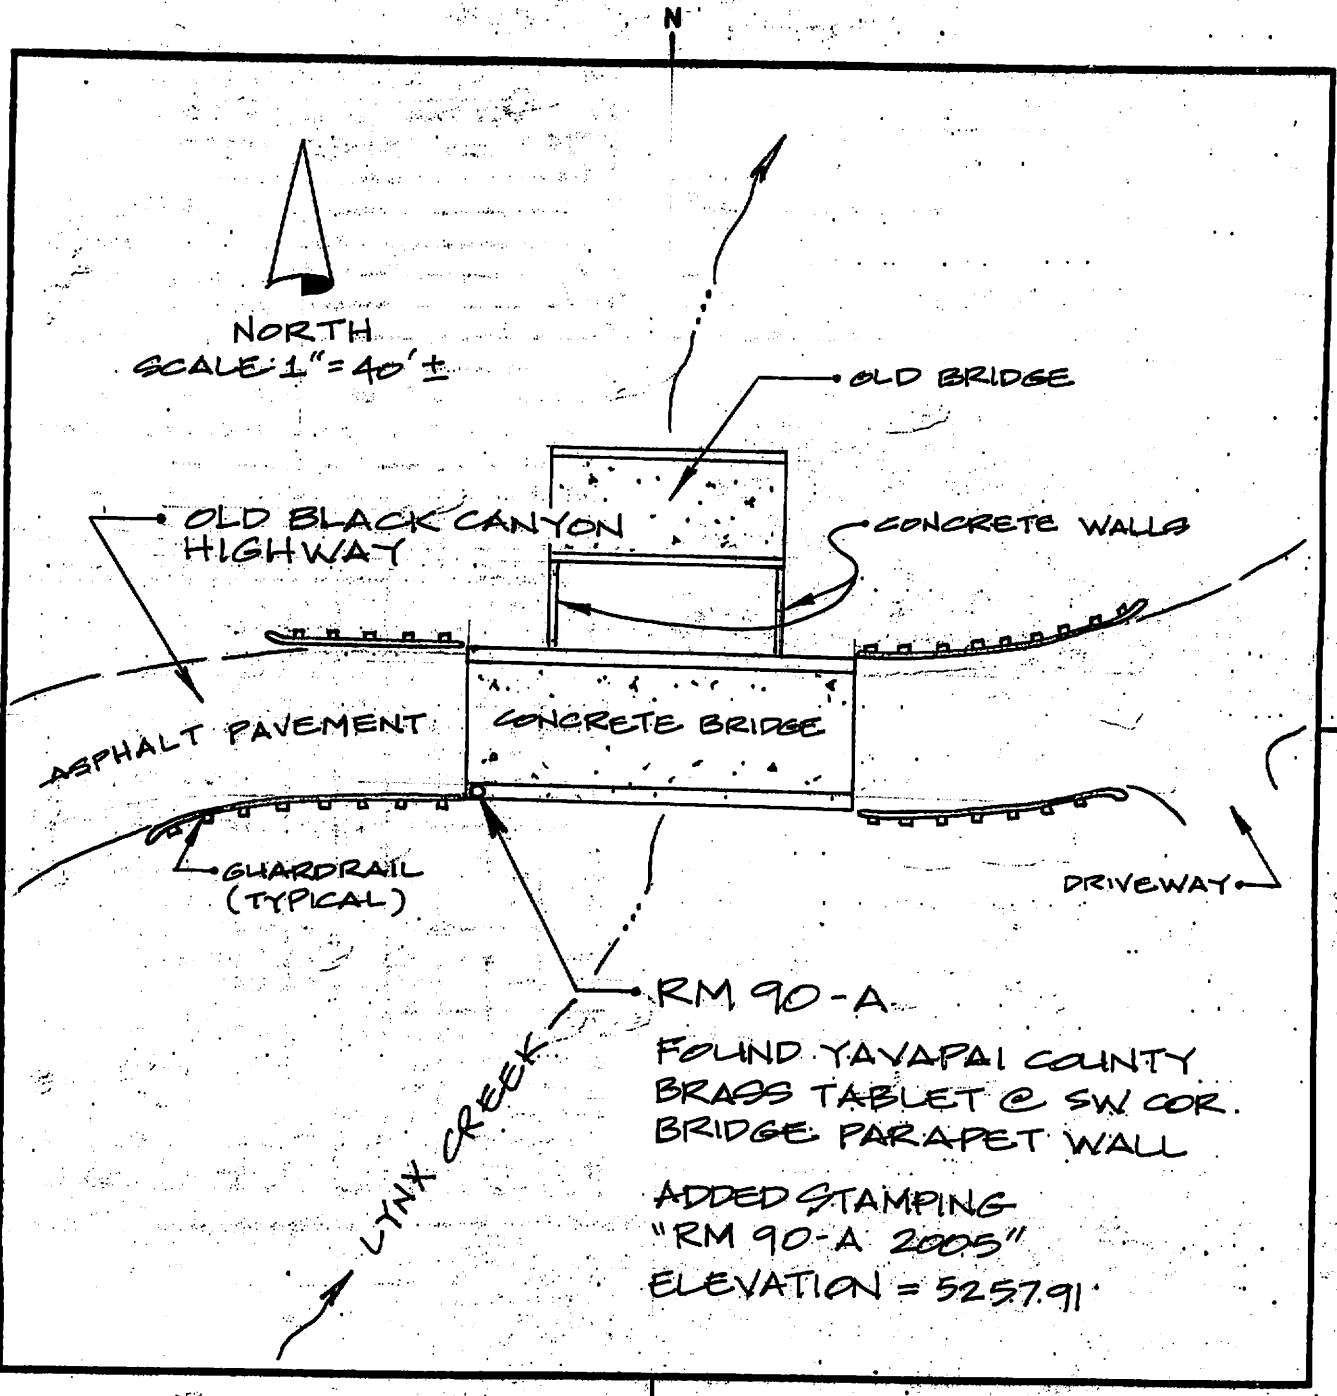 N
NORTH
SCALE: 1" = 40' ±
OLD BRIDGE
OLD BLACK CANYON
HIGHWAY
CONCRETE WALLS
ASPHALT PAVEMENT
CONCRETE BRIDGE
GUARDRAIL
(TYPICAL)
DRIVEWAY
RM 90-A
FOUND YAVAPAI COUNTY
BRASS TABLET @ SW COR.
BRIDGE PARAPET WALL
LYNX CREEK
ADDED STAMPING
"RM 90-A 2005"
ELEVATION = 5257.91